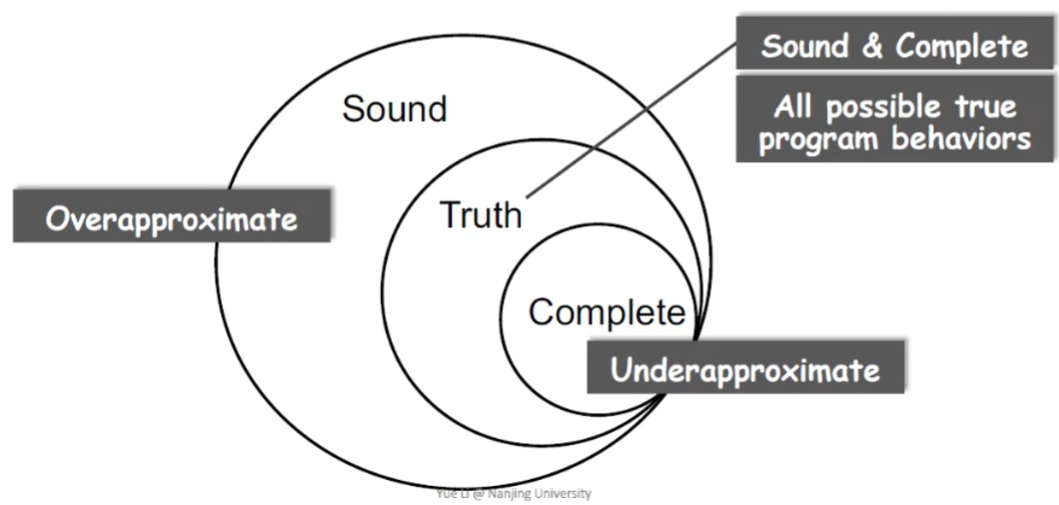 Sound & Complete
All possible true
program behaviors
Sound
Overapproximate
Truth
Complete
Underapproximate
Yue Li @ Nanjing University